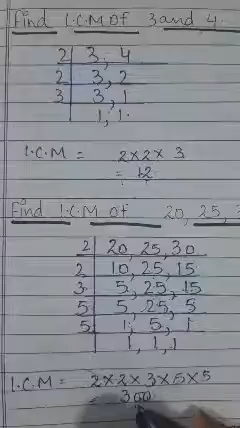 Find L.C.M of 3 and 4.
2 | 3, 4
2 | 3, 2
3 | 3, 1
1, 1.
L.C.M = 2×2× 3
= 12
Find L.C.M of 20, 25, 3
2 | 20, 25, 30
2 | 10, 25, 15
3 | 5, 25, 15
5 | 5, 25, 5
5 | 1, 5, 1
1, 1, 1
L.C.M = 2×2×3×5×5
= 300